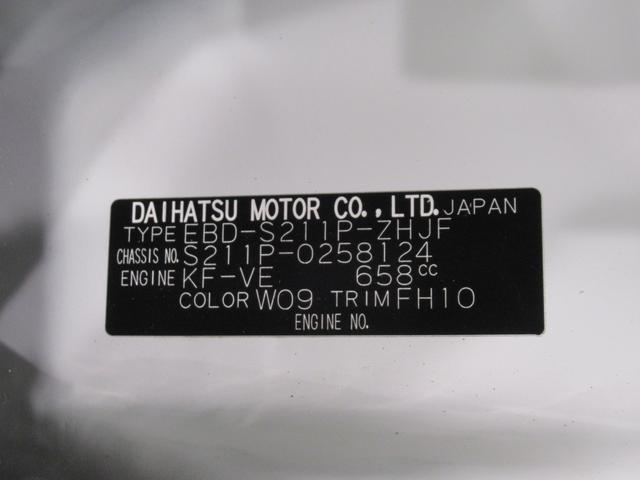 DAIHATSU MOTOR CO.,LTD. JAPAN
TYPE EBD-S211P-ZHJF
CHASSIS NO. S211P-0258124
ENGINE KF-VE 658cc
COLOR W09 TRIM FH10
ENGINE NO.